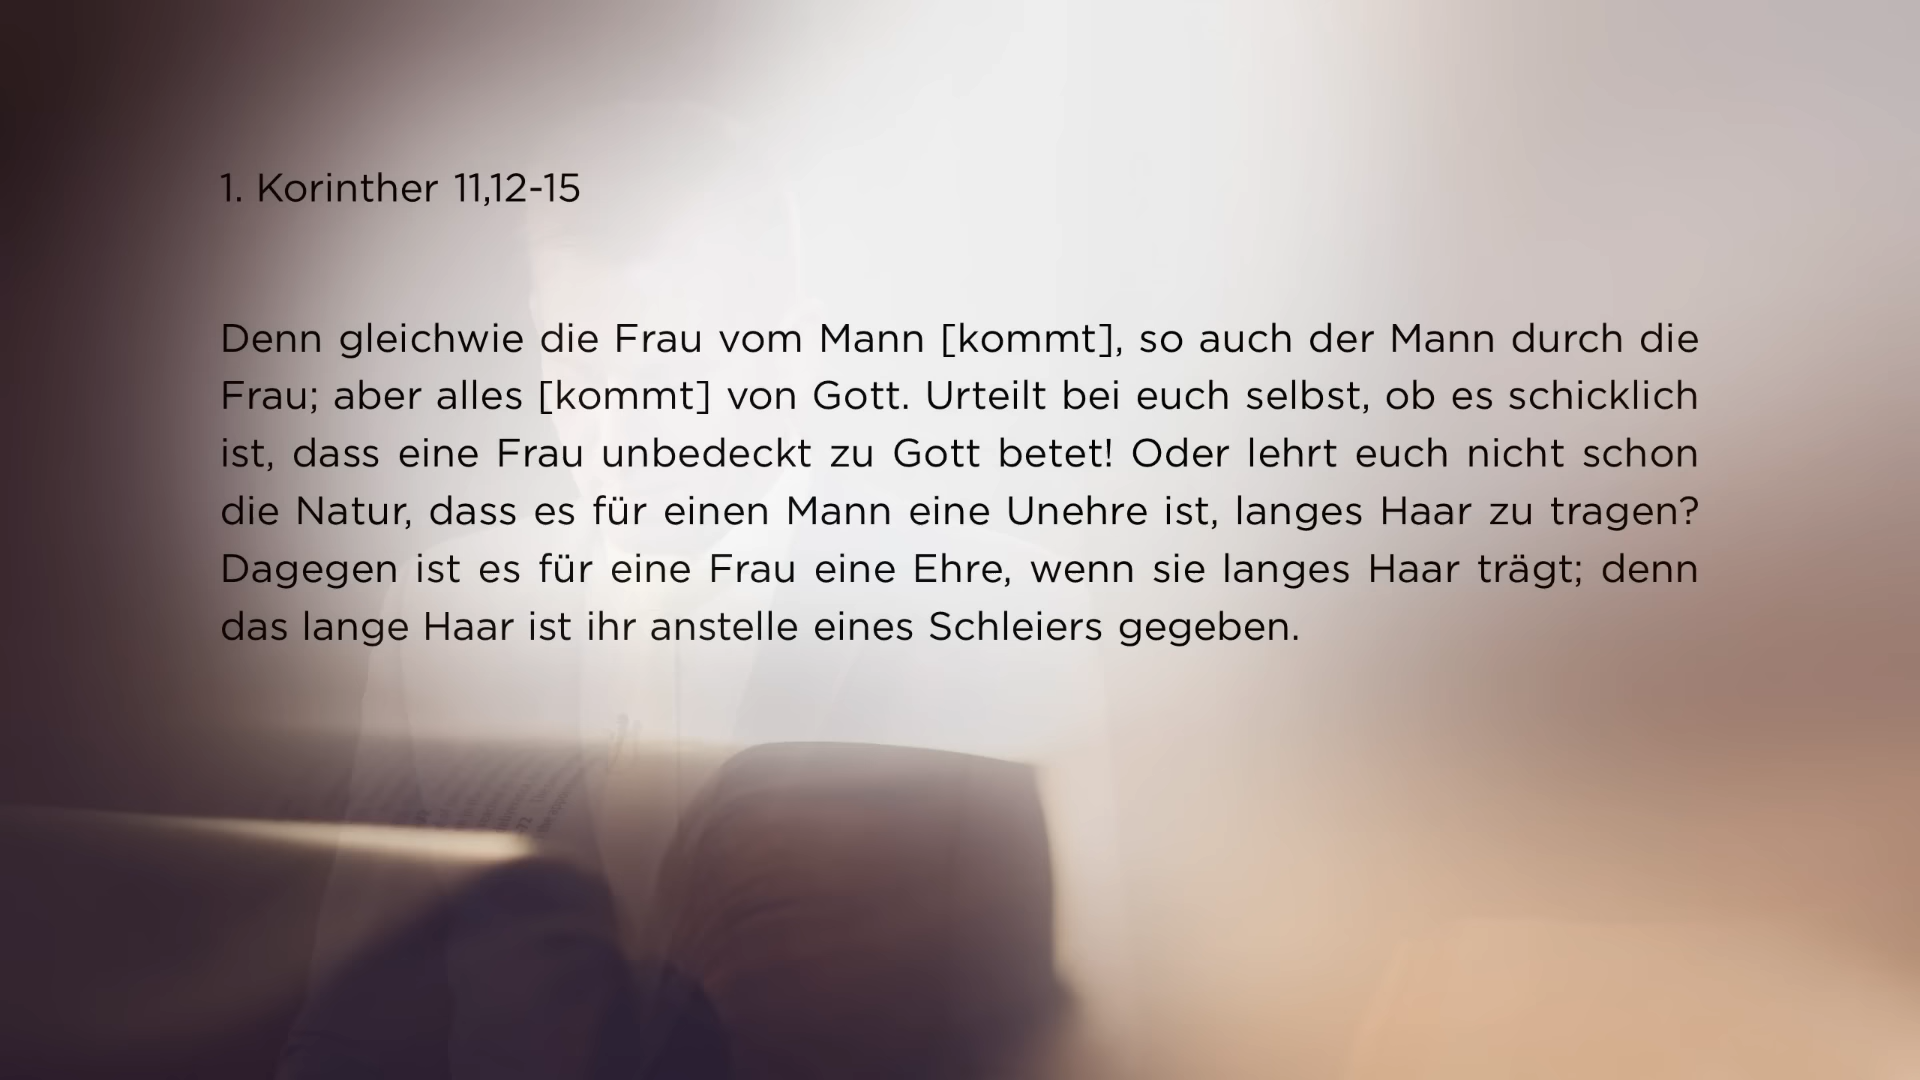 1. Korinther 11,12-15
Denn gleichwie die Frau vom Mann [kommt], so auch der Mann durch die
Frau; aber alles [kommt] von Gott. Urteilt bei euch selbst, ob es schicklich
ist, dass eine Frau unbedeckt zu Gott betet! Oder lehrt euch nicht schon
die Natur, dass es für einen Mann eine Unehre ist, langes Haar zu tragen?
Dagegen ist es für eine Frau eine Ehre, wenn sie langes Haar trägt; denn
das lange Haar ist ihr anstelle eines Schleiers gegeben.